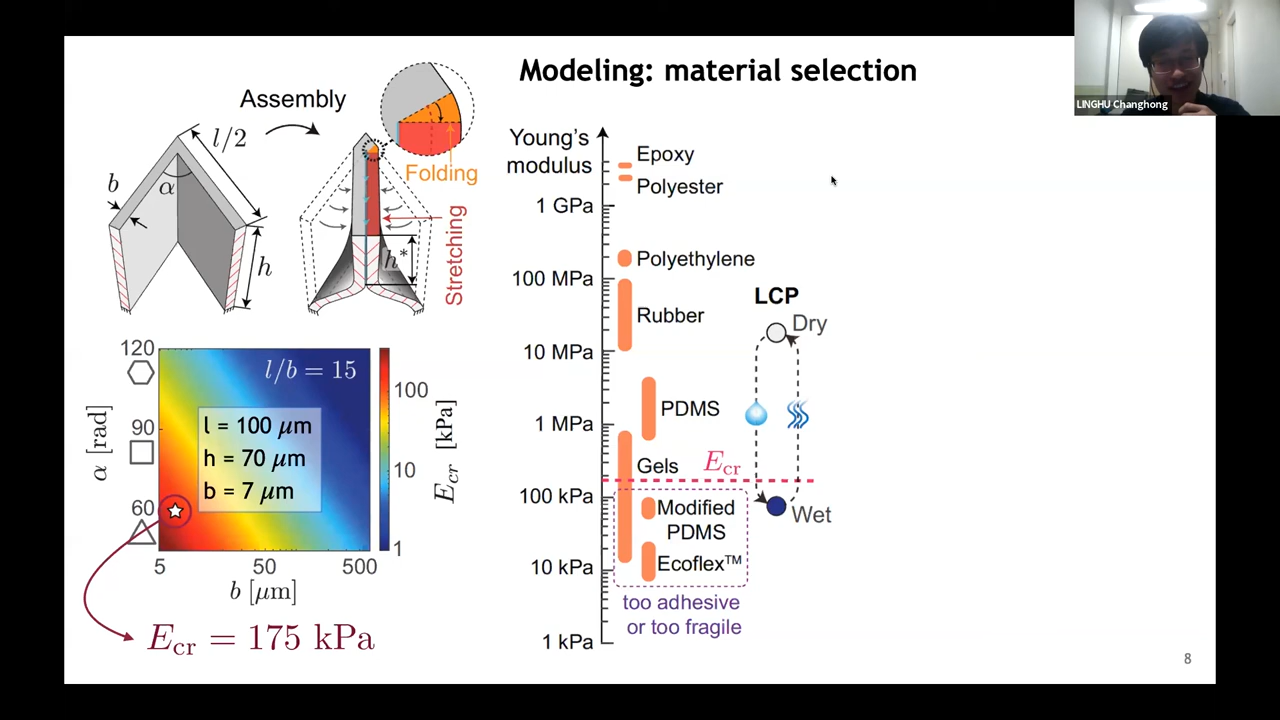 Modeling: material selection
LINGHU Changhong
Assembly
l/2
b
α
h
Folding
Stretching
h*
120
90
60
α [rad]
l/b = 15
l = 100 μm
h = 70 μm
b = 7 μm
5
50
500
b [μm]
100
10
1
E_cr [kPa]
E_cr = 175 kPa
Young's
modulus
1 GPa
100 MPa
10 MPa
1 MPa
100 kPa
10 kPa
1 kPa
Epoxy
Polyester
Polyethylene
Rubber
PDMS
Gels
E_cr
Modified
PDMS
Ecoflex™
too adhesive
or too fragile
LCP
Dry
Wet
8